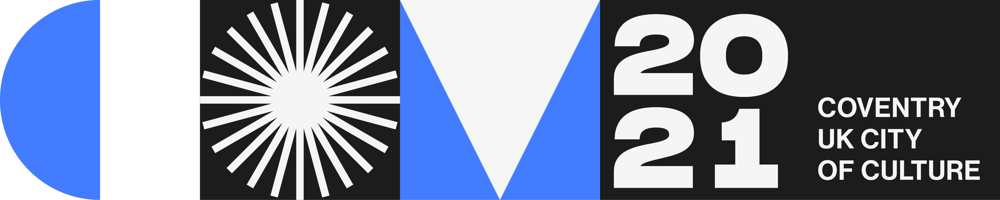 20
21
COVENTRY
UK CITY
OF CULTURE